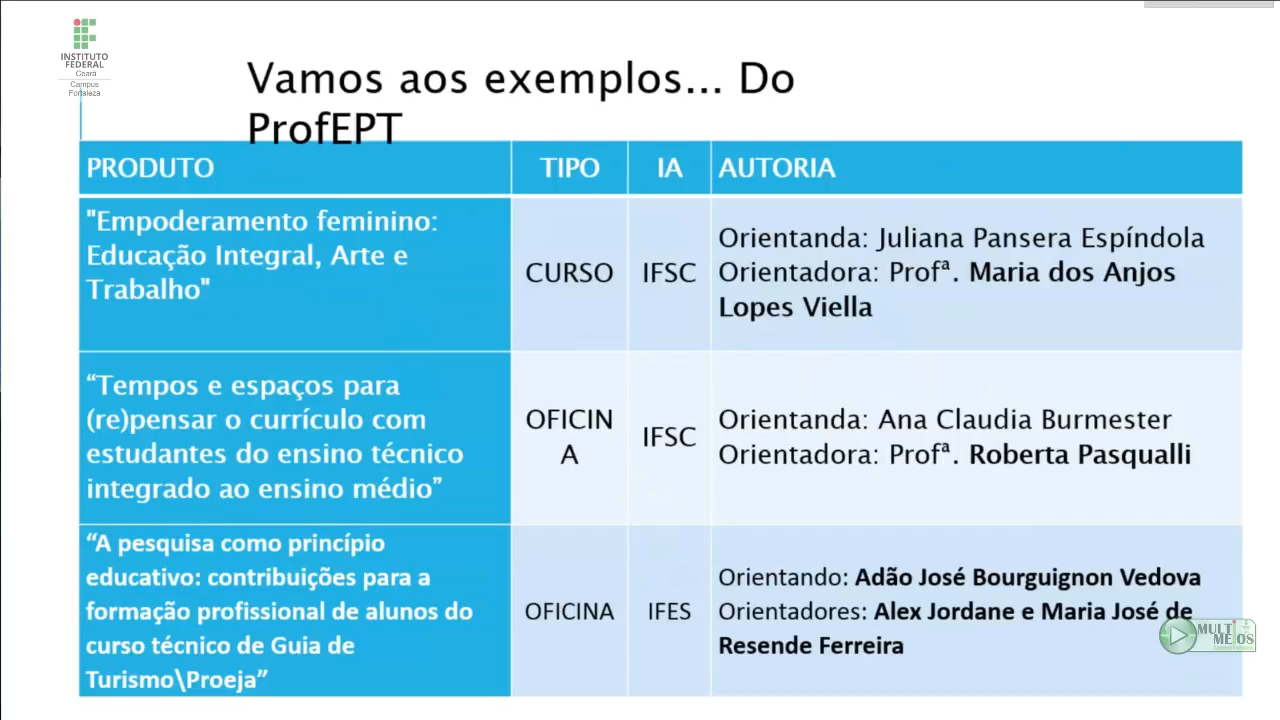 INSTITUTO
FEDERAL
Ceará
Campus
Fortaleza
Vamos aos exemplos... Do
ProfEPT
PRODUTO
TIPO
IA
AUTORIA
"Empoderamento feminino:
Educação Integral, Arte e
Trabalho"
CURSO
IFSC
Orientanda: Juliana Pansera Espíndola
Orientadora: Profª. Maria dos Anjos
Lopes Viella
“Tempos e espaços para
(re)pensar o currículo com
estudantes do ensino técnico
integrado ao ensino médio”
OFICIN
A
IFSC
Orientanda: Ana Claudia Burmester
Orientadora: Profª. Roberta Pasqualli
“A pesquisa como princípio
educativo: contribuições para a
formação profissional de alunos do
curso técnico de Guia de
Turismo\Proeja”
OFICINA
IFES
Orientando: Adão José Bourguignon Vedova
Orientadores: Alex Jordane e Maria José de
Resende Ferreira
MULT
MEIOS